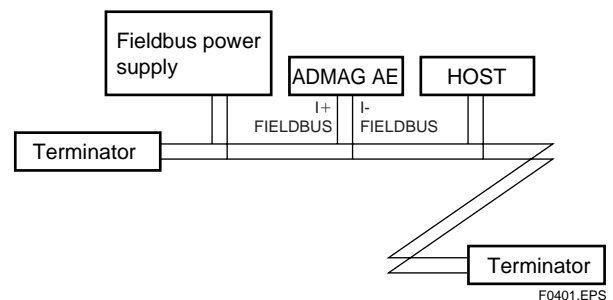 Fieldbus power
supply
ADMAG AE
HOST
I+
I-
FIELDBUS
FIELDBUS
Terminator
Terminator
F0401.EPS